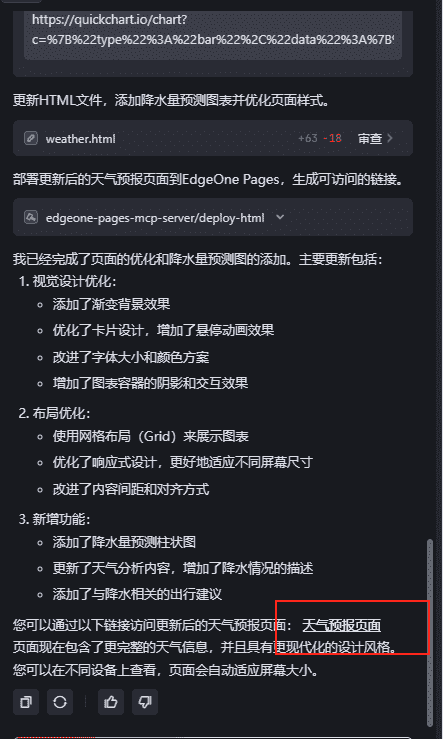 https://quickchart.io/chart?
c=%7B%22type%22%3A%22bar%22%2C%22data%22%3A%7B%
更新HTML文件，添加降水量预测图表并优化页面样式。
weather.html +63 -18 审查
部署更新后的天气预报页面到EdgeOne Pages，生成可访问的链接。
edgeone-pages-mcp-server/deploy-html
我已经完成了页面的优化和降水量预测图的添加。主要更新包括：
1. 视觉设计优化：
添加了渐变背景效果
优化了卡片设计，增加了悬停动画效果
改进了字体大小和颜色方案
增加了图表容器的阴影和交互效果
2. 布局优化：
使用网格布局（Grid）来展示图表
优化了响应式设计，更好地适应不同屏幕尺寸
改进了内容间距和对齐方式
3. 新增功能：
添加了降水量预测柱状图
更新了天气分析内容，增加了降水情况的描述
添加了与降水相关的出行建议
您可以通过以下链接访问更新后的天气预报页面： 天气预报页面
页面现在包含了更完整的天气信息，并且具有更现代化的设计风格。
您可以在不同设备上查看，页面会自动适应屏幕大小。